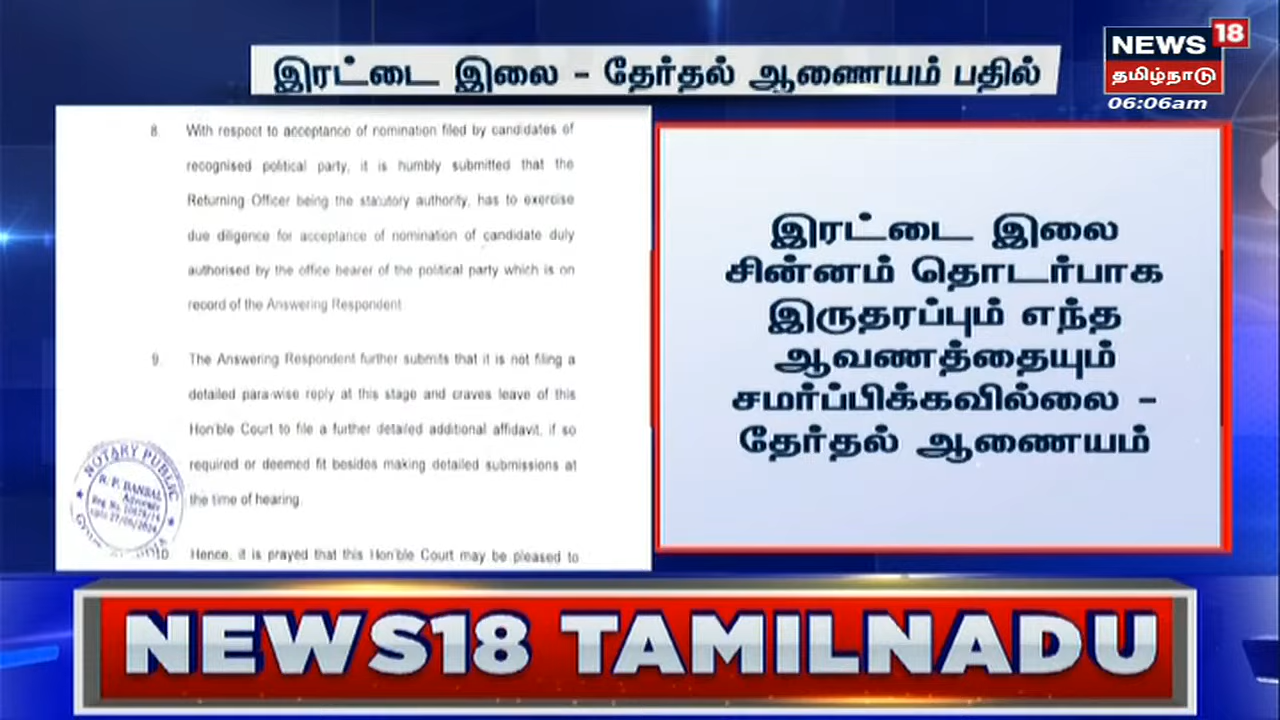 இரட்டை இலை - தேர்தல் ஆணையம் பதில்
NEWS 18
தமிழ்நாடு
06:06am
8. With respect to acceptance of nomination filed by candidates of
recognised political party, it is humbly submitted that the
Returning Officer being the statutory authority, has to exercise
due diligence for acceptance of nomination of candidate duly
authorised by the office bearer of the political party which is on
record of the Answering Respondent
9. The Answering Respondent further submits that it is not filing a
detailed para-wise reply at this stage and craves leave of this
Hon'ble Court to file a further detailed additional affidavit, if so
required or deemed fit besides making detailed submissions at
the time of hearing.
10 Hence, it is prayed that this Hon'ble Court may be pleased to
NOTARY PUBLIC
R. P. BANSAL
Advocate
இரட்டை இலை
சின்னம் தொடர்பாக
இருதரப்பும் எந்த
ஆவணத்தையும்
சமர்ப்பிக்கவில்லை -
தேர்தல் ஆணையம்
NEWS18 TAMILNADU